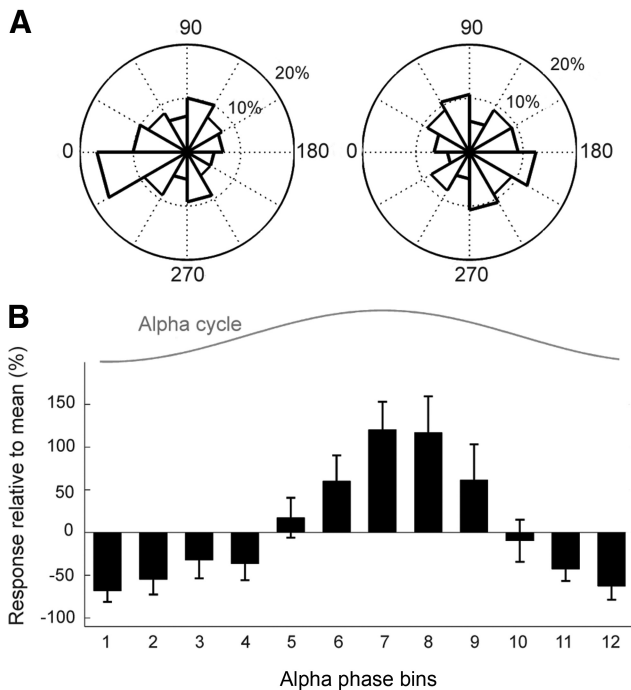 A
90 90
20% 20%
10% 10%
0 180 0 180
270 270
B
Alpha cycle
Response relative to mean (%)
150
100
50
0
-50
-100
1 2 3 4 5 6 7 8 9 10 11 12
Alpha phase bins